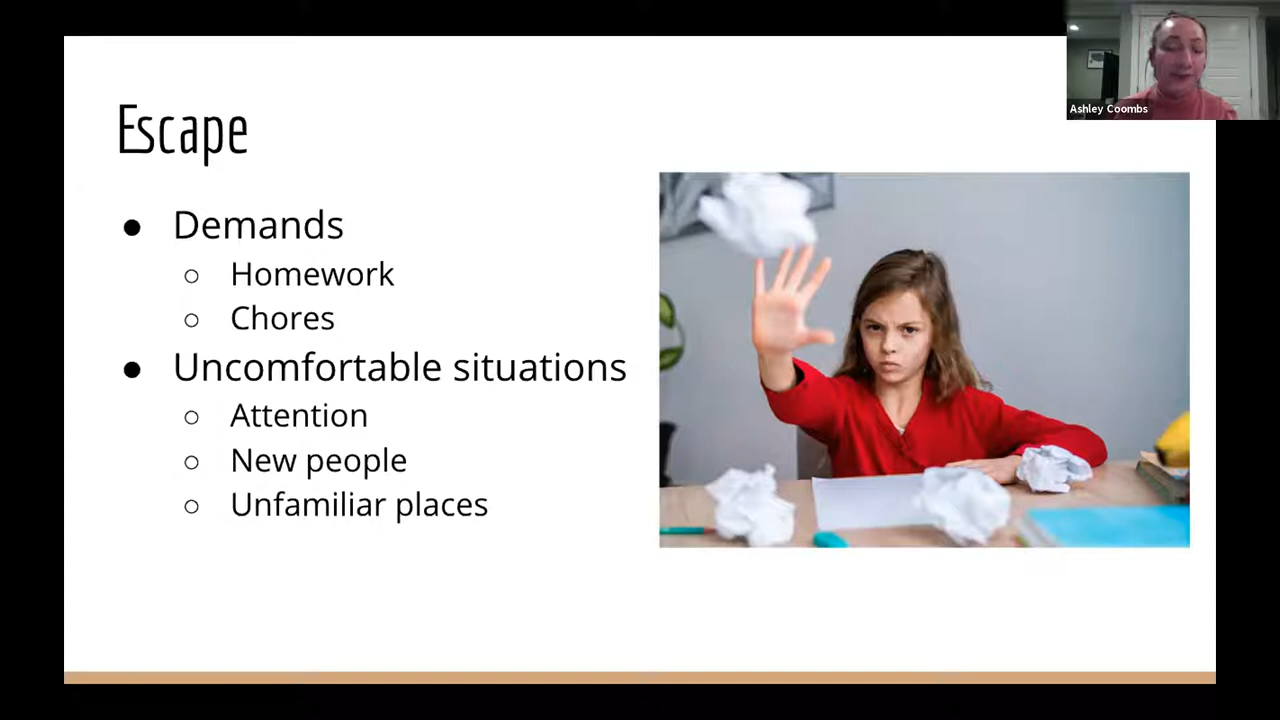 Ashley Coombs
Escape
● Demands
○ Homework
○ Chores
● Uncomfortable situations
○ Attention
○ New people
○ Unfamiliar places